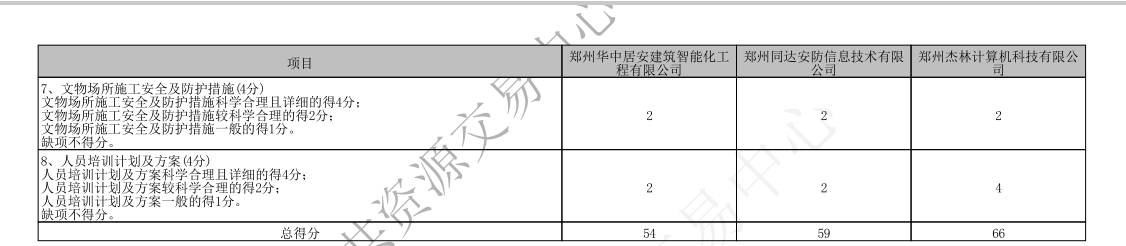 项目
郑州华中居安建筑智能化工
程有限公司
郑州同达安防信息技术有限
公司
郑州杰林计算机科技有限公
司
7、文物场所施工安全及防护措施(4分)
文物场所施工安全及防护措施科学合理且详细的得4分；
文物场所施工安全及防护措施较科学合理的得2分；
文物场所施工安全及防护措施一般的得1分。
缺项不得分。
2
2
2
8、人员培训计划及方案(4分)
人员培训计划及方案科学合理且详细的得4分；
人员培训计划及方案较科学合理的得2分；
人员培训计划及方案一般的得1分。
缺项不得分。
2
2
4
总得分
54
59
66
共资源交易中心
易中心